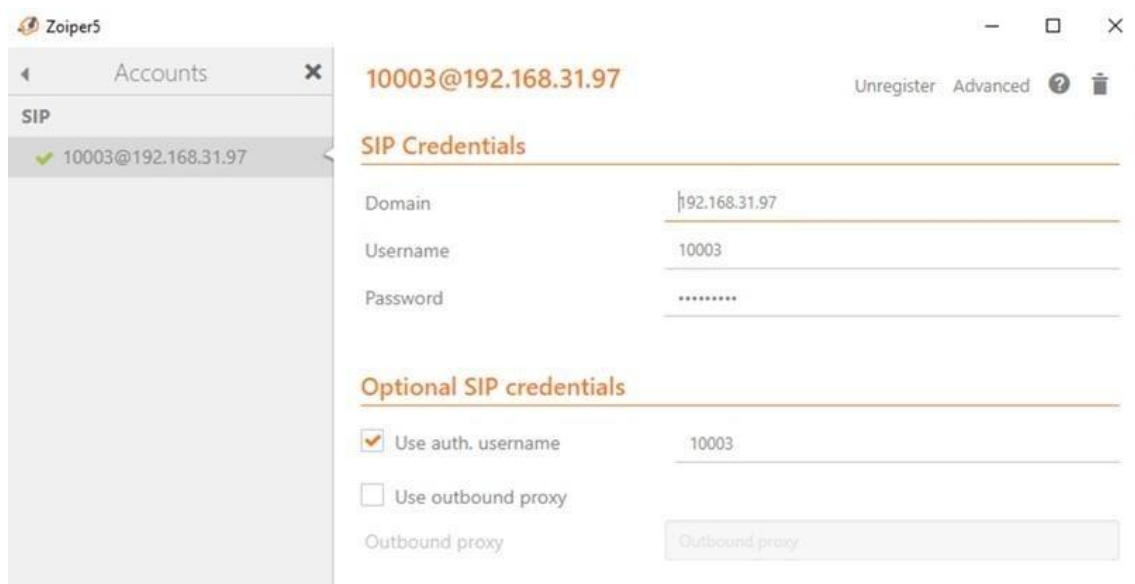 Zoiper5
Accounts
SIP
10003@192.168.31.97
10003@192.168.31.97
Unregister Advanced
SIP Credentials
Domain 192.168.31.97
Username 10003
Password •••••••••
Optional SIP credentials
Use auth. username 10003
Use outbound proxy
Outbound proxy Outbound proxy